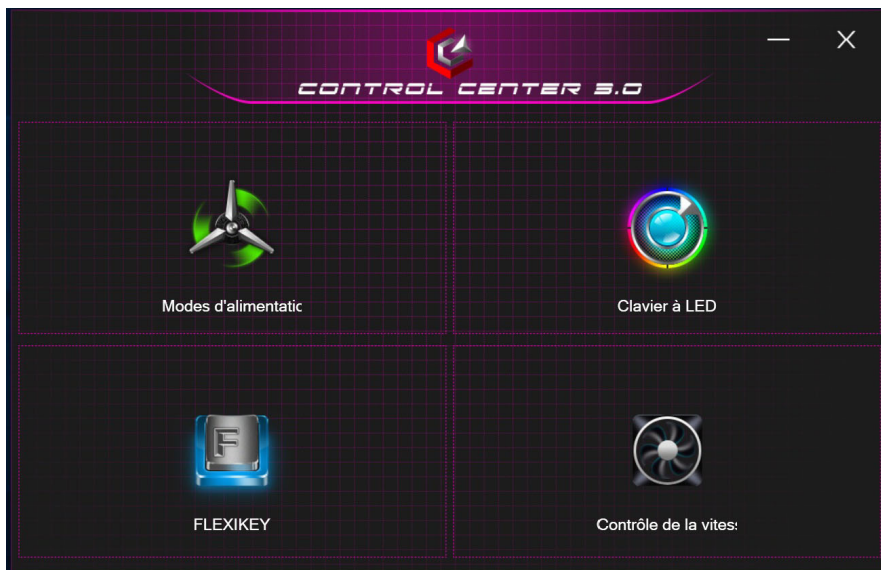 CONTROL CENTER 3.0
Modes d'alimentatic
Clavier à LED
FLEXIKEY
Contrôle de la vites: